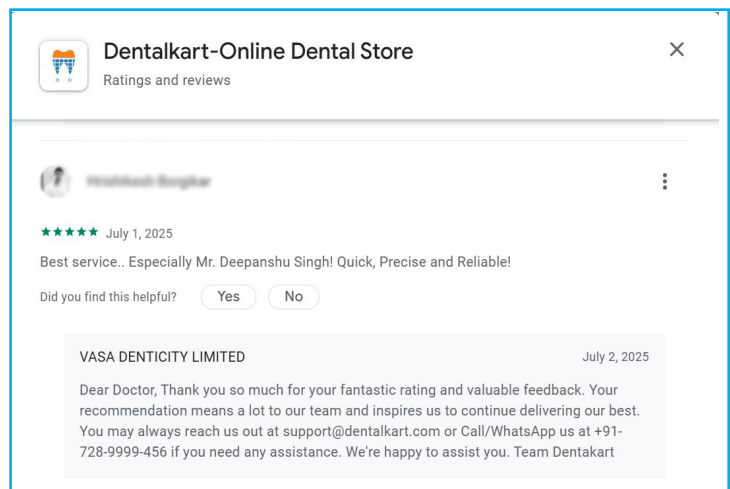 Dentalkart-Online Dental Store
Ratings and reviews
July 1, 2025
Best service.. Especially Mr. Deepanshu Singh! Quick, Precise and Reliable!
Did you find this helpful? Yes No
VASA DENTICITY LIMITED July 2, 2025
Dear Doctor, Thank you so much for your fantastic rating and valuable feedback. Your
recommendation means a lot to our team and inspires us to continue delivering our best.
You may always reach us out at support@dentalkart.com or Call/WhatsApp us at +91-
728-9999-456 if you need any assistance. We're happy to assist you. Team Dentakart